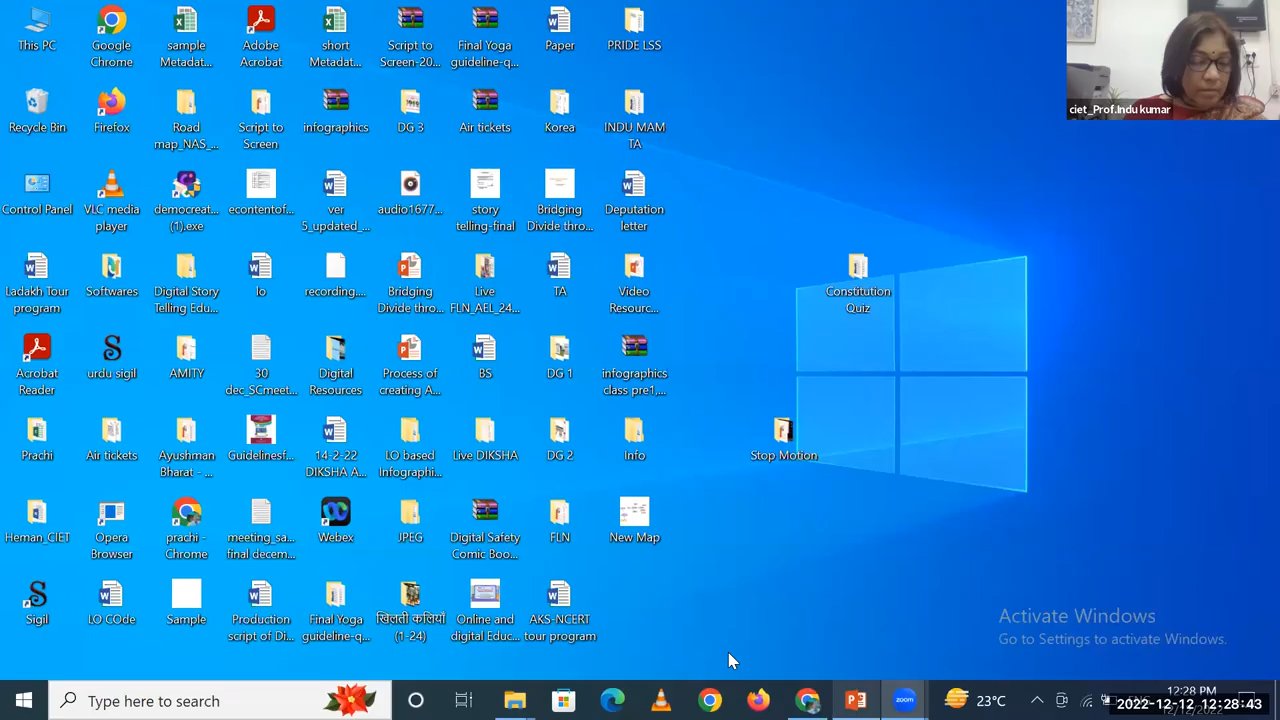 This PC
Google
Chrome
sample
Metadat...
Adobe
Acrobat
short
Metadat...
Script to
Screen-20...
Final Yoga
guideline-q...
Paper
PRIDE LSS
ciet_Prof.Indu kumar
Recycle Bin
Firefox
Road
map_NAS_...
Script to
Screen
infographics
DG 3
Air tickets
Korea
INDU MAM
TA
Control Panel
VLC media
player
democreat...
(1).exe
econtentof...
ver
5_updated_...
audio1677...
story
telling-final
Bridging
Divide thro...
Deputation
letter
Ladakh Tour
program
Softwares
Digital Story
Telling Edu...
lo
recording....
Bridging
Divide thro...
Live
FLN_AEL_24...
TA
Video
Resourc...
Constitution
Quiz
Acrobat
Reader
urdu sigil
AMITY
30
dec_SCmeet...
Digital
Resources
Process of
creating A...
BS
DG 1
infographics
class pre1,...
Prachi
Air tickets
Ayushman
Bharat - ...
Guidelinesf...
14-2-22
DIKSHA A...
LO based
Infographi...
Live DIKSHA
DG 2
Info
Stop Motion
Heman_CIET
Opera
Browser
prachi -
Chrome
meeting_sa...
final decem...
Webex
JPEG
Digital Safety
Comic Boo...
FLN
New Map
Sigil
LO COde
Sample
Production
script of Di...
Final Yoga
guideline-q...
खिलती कलियाँ
(1-24)
Online and
digital Educ...
AKS-NCERT
tour program
Activate Windows
Go to Settings to activate Windows.
Type here to search
23°C
ENG
12:28 PM
2022-12-12 12:28:43
12/12/2022